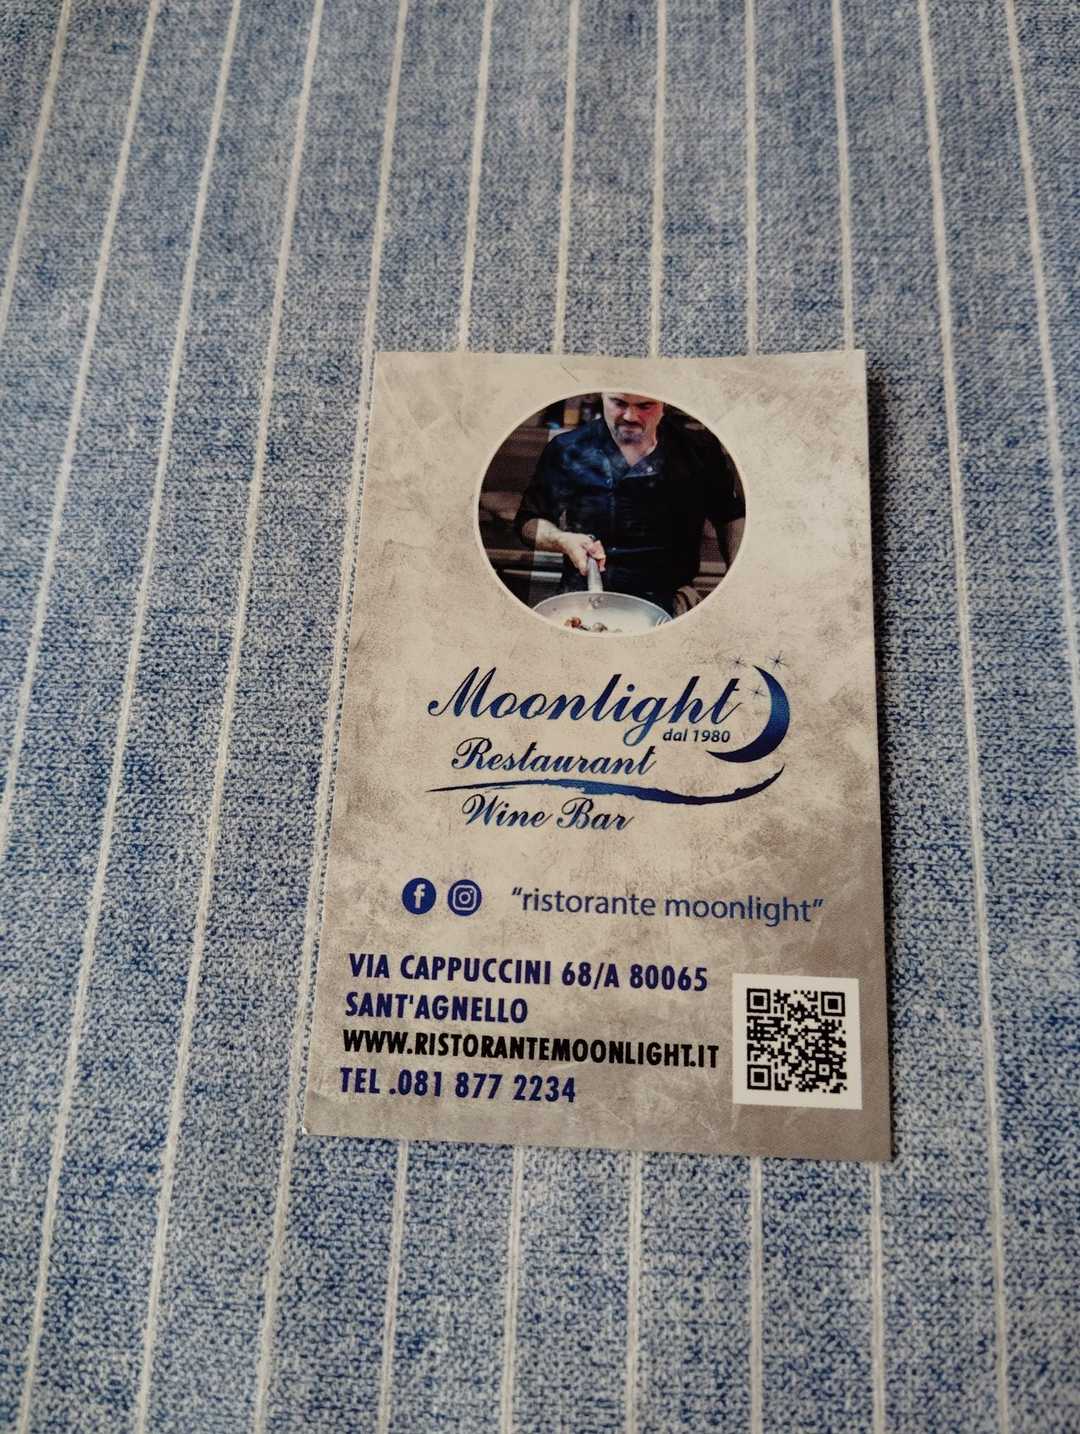 Moonlight
dal 1980
Restaurant
Wine Bar
"ristorante moonlight"
VIA CAPPUCCINI 68/A 80065
SANT'AGNELLO
WWW.RISTORANTEMOONLIGHT.IT
TEL .081 877 2234